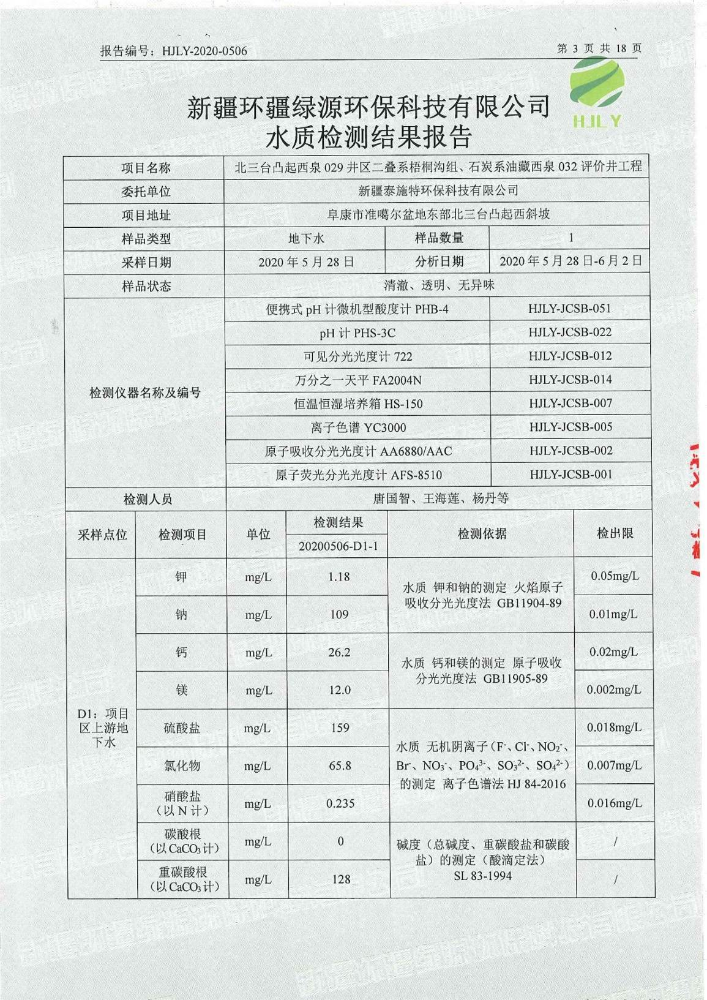 报告编号：HJLY-2020-0506
第 3 页 共 18 页
HJLY
新疆环疆绿源环保科技有限公司
水质检测结果报告
项目名称 北三台凸起西泉 029 井区二叠系梧桐沟组、石炭系油藏西泉 032 评价井工程
委托单位 新疆泰施特环保科技有限公司
项目地址 阜康市准噶尔盆地东部北三台凸起西斜坡
样品类型 地下水 样品数量 1
采样日期 2020 年 5 月 28 日 分析日期 2020 年 5 月 28 日-6 月 2 日
样品状态 清澈、透明、无异味
检测仪器名称及编号
便携式 pH 计微机型酸度计 PHB-4 HJLY-JCSB-051
pH 计 PHS-3C HJLY-JCSB-022
可见分光光度计 722 HJLY-JCSB-012
万分之一天平 FA2004N HJLY-JCSB-014
恒温恒湿培养箱 HS-150 HJLY-JCSB-007
离子色谱 YC3000 HJLY-JCSB-005
原子吸收分光光度计 AA6880/AAC HJLY-JCSB-002
原子荧光分光光度计 AFS-8510 HJLY-JCSB-001
检测人员 唐国智、王海莲、杨丹等
采样点位 检测项目 单位 检测结果 检测依据 检出限
20200506-D1-1
D1：项目
区上游地
下水
钾 mg/L 1.18 0.05mg/L
水质 钾和钠的测定 火焰原子
吸收分光光度法 GB11904-89
钠 mg/L 109 0.01mg/L
钙 mg/L 26.2 0.02mg/L
水质 钙和镁的测定 原子吸收
分光光度法 GB11905-89
镁 mg/L 12.0 0.002mg/L
硫酸盐 mg/L 159 0.018mg/L
水质 无机阴离子（F⁻、Cl⁻、NO₂⁻、
Br⁻、NO₃⁻、PO₄³⁻、SO₃²⁻、SO₄²⁻）
的测定 离子色谱法 HJ 84-2016
氯化物 mg/L 65.8 0.007mg/L
硝酸盐
（以 N 计） mg/L 0.235 0.016mg/L
碳酸根
（以 CaCO₃计） mg/L 0 /
碱度（总碱度、重碳酸盐和碳酸
盐）的测定（酸滴定法）
SL 83-1994
重碳酸根
（以 CaCO₃计） mg/L 128 /